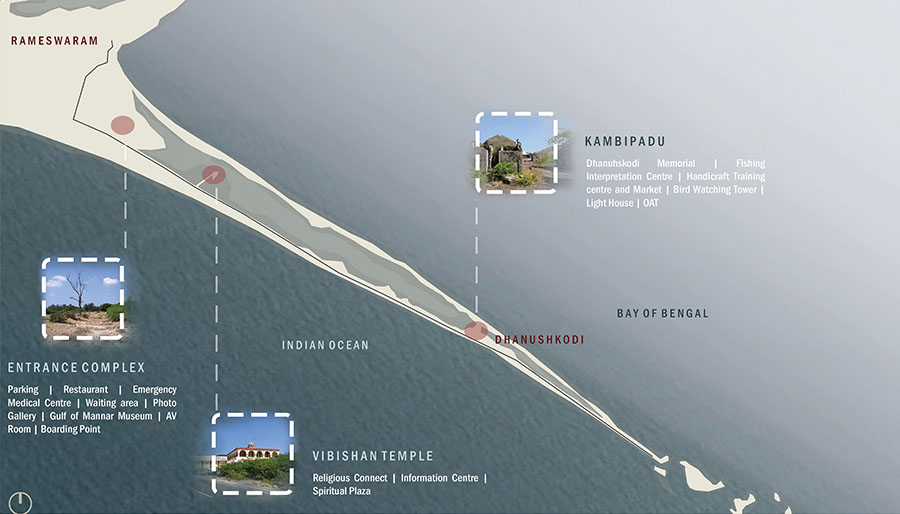 RAMESWARAM
KAMBIPADU
Dhanuhskodi Memorial | Fishing
Interpretation Centre | Handicraft Training
centre and Market | Bird Watching Tower |
Light House | OAT
BAY OF BENGAL
DHANUSHKODI
INDIAN OCEAN
ENTRANCE COMPLEX
Parking | Restaurant | Emergency
Medical Centre | Waiting area | Photo
Gallery | Gulf of Mannar Museum | AV
Room | Boarding Point
VIBISHAN TEMPLE
Religious Connect | Information Centre |
Spiritual Plaza